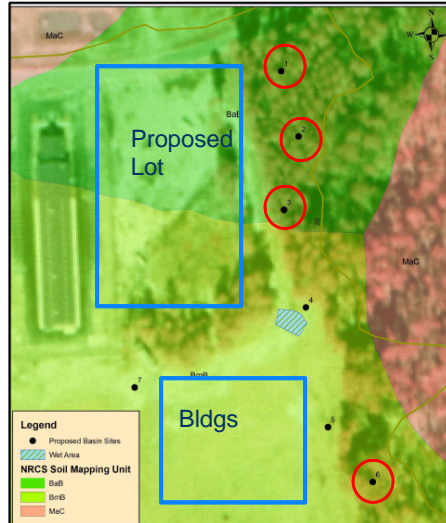 N
W
MaC
1
BaB
Proposed
Lot
2
3
MaC
4
BmB
7
Bldgs
5
6
Legend
Proposed Basin Sites
Wet Area
NRCS Soil Mapping Unit
BaB
BmB
MaC